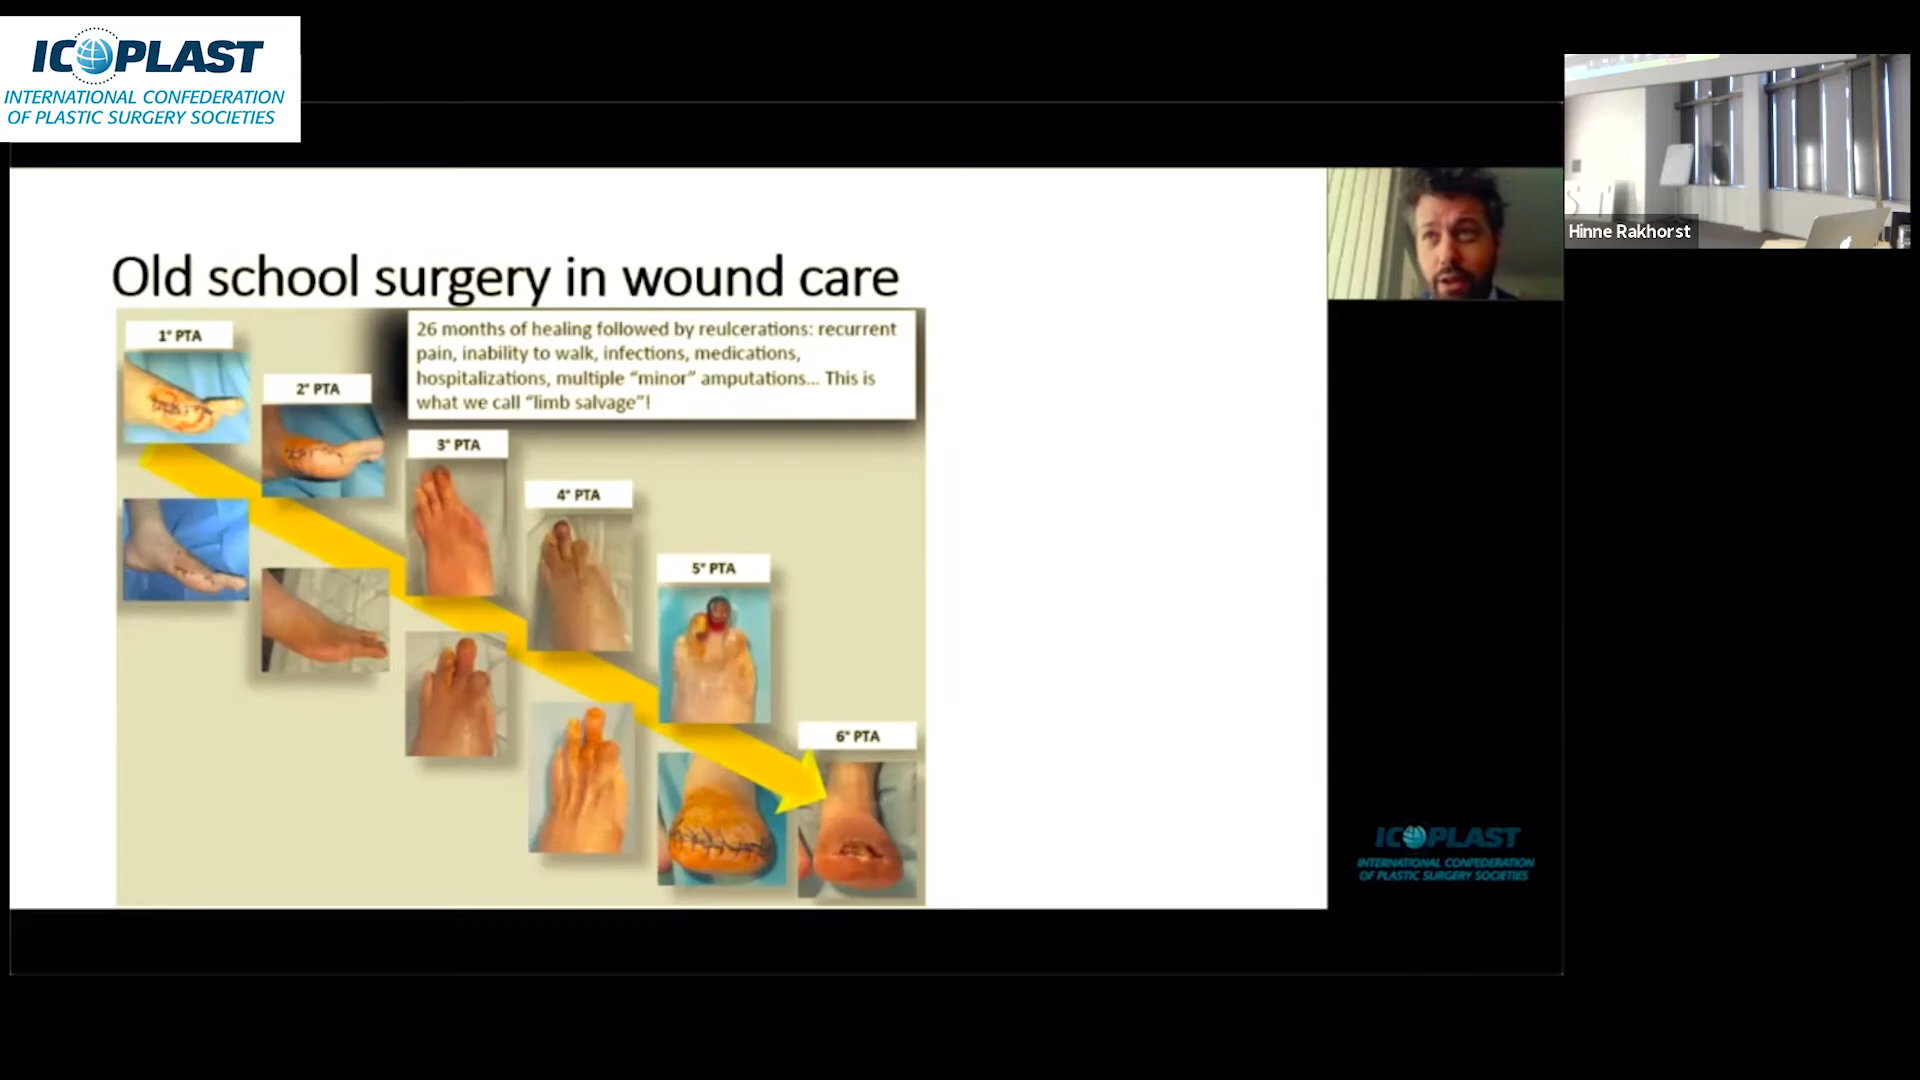 ICOPLAST
INTERNATIONAL CONFEDERATION
OF PLASTIC SURGERY SOCIETIES
Hinne Rakhorst
Old school surgery in wound care
1° PTA
26 months of healing followed by reulcerations: recurrent
pain, inability to walk, infections, medications,
hospitalizations, multiple “minor” amputations... This is
what we call “limb salvage”!
2° PTA
3° PTA
4° PTA
5° PTA
6° PTA
ICOPLAST
INTERNATIONAL CONFEDERATION
OF PLASTIC SURGERY SOCIETIES